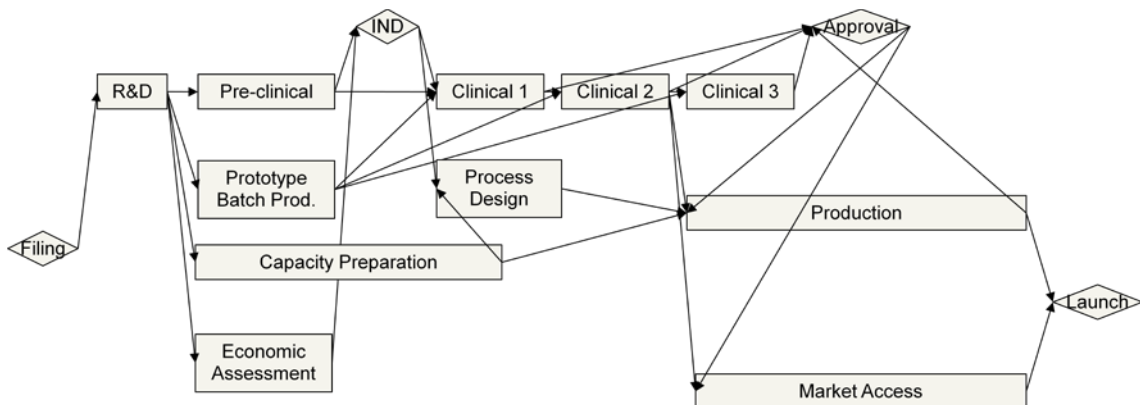 IND
Approval
R&D
Pre-clinical
Clinical 1
Clinical 2
Clinical 3
Prototype
Batch Prod.
Process
Design
Production
Filing
Capacity Preparation
Launch
Economic
Assessment
Market Access